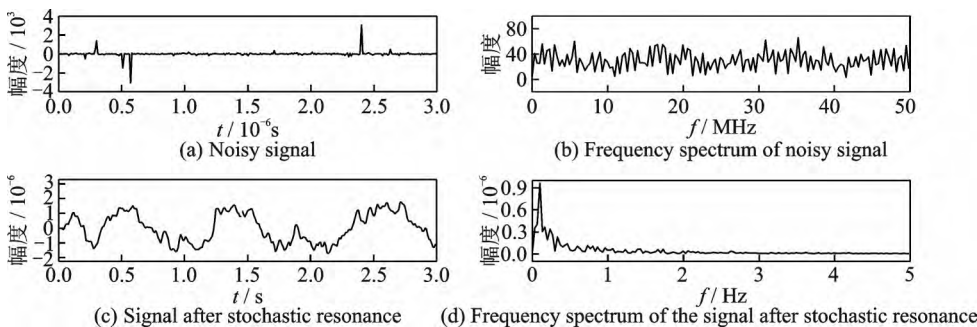 4
2
0
−2
−4
幅度 / 10³
0.0 0.5 1.0 1.5 2.0 2.5 3.0
t / 10⁻⁶s
(a) Noisy signal
80
40
0
幅度
0 10 20 30 40 50
f / MHz
(b) Frequency spectrum of noisy signal
3
2
1
0
−1
−2
幅度 / 10⁻⁶
0.0 0.5 1.0 1.5 2.0 2.5 3.0
t / s
(c) Signal after stochastic resonance
0.9
0.6
0.3
0.0
幅度 / 10⁻⁶
0 1 2 3 4 5
f / Hz
(d) Frequency spectrum of the signal after stochastic resonance